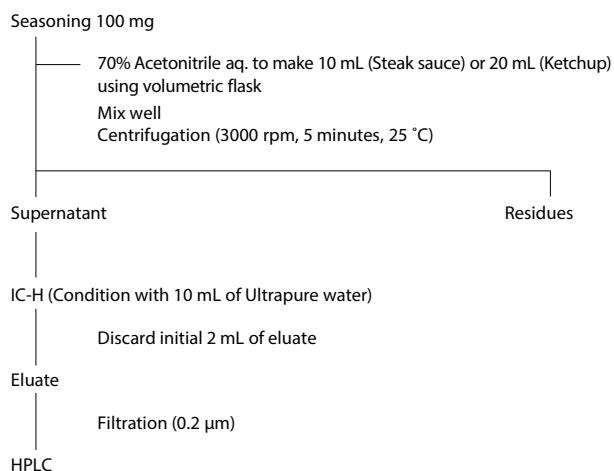 Seasoning 100 mg
70% Acetonitrile aq. to make 10 mL (Steak sauce) or 20 mL (Ketchup)
using volumetric flask
Mix well
Centrifugation (3000 rpm, 5 minutes, 25 ˚C)
Supernatant
Residues
IC-H (Condition with 10 mL of Ultrapure water)
Discard initial 2 mL of eluate
Eluate
Filtration (0.2 μm)
HPLC